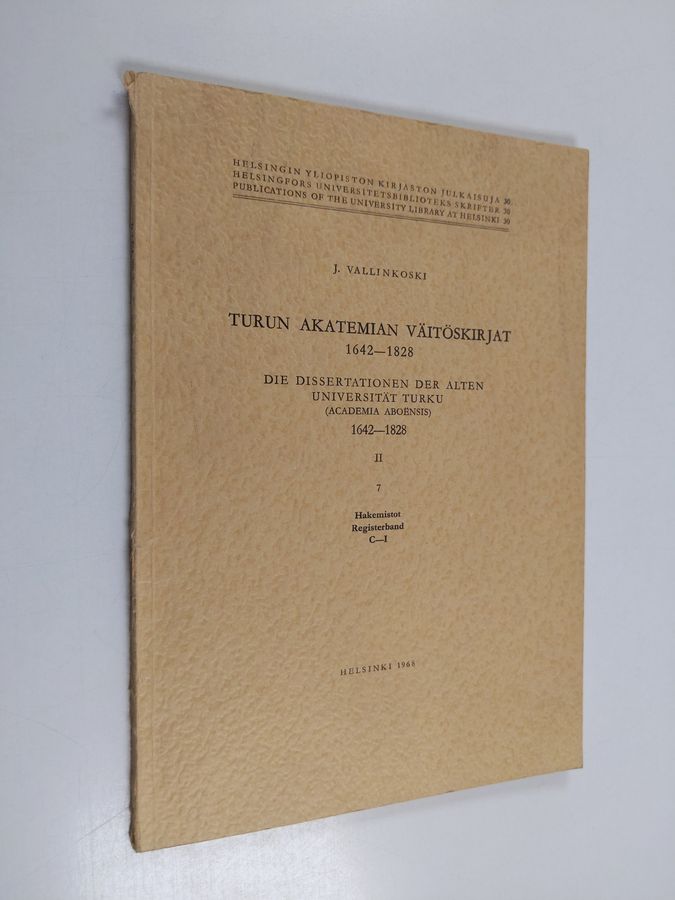 HELSINGIN YLIOPISTON KIRJASTON JULKAISUJA 30
HELSINGFORS UNIVERSITETSBIBLIOTEKS SKRIFTER 30
PUBLICATIONS OF THE UNIVERSITY LIBRARY AT HELSINKI 30
J. VALLINKOSKI
TURUN AKATEMIAN VÄITÖSKIRJAT
1642—1828
DIE DISSERTATIONEN DER ALTEN
UNIVERSITÄT TURKU
(ACADEMIA ABOËNSIS)
1642—1828
II
7
Hakemistot
Registerband
C—I
HELSINKI 1968